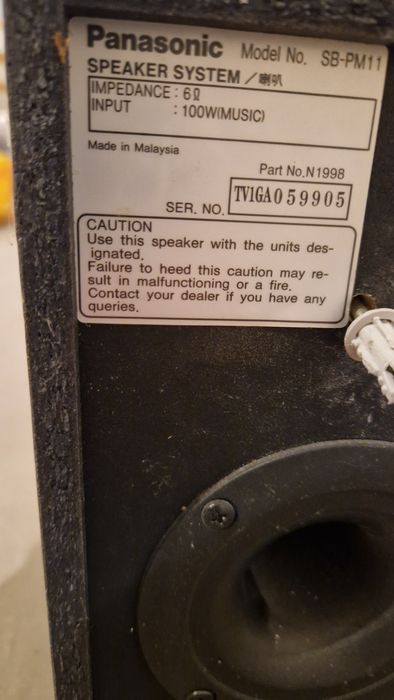 Panasonic Model No. SB-PM11
SPEAKER SYSTEM / 喇叭
IMPEDANCE : 6Ω
INPUT : 100W(MUSIC)
Made in Malaysia
Part No.N1998
SER. NO. TV1GA059905
CAUTION
Use this speaker with the units des-
ignated.
Failure to heed this caution may re-
sult in malfunctioning or a fire.
Contact your dealer if you have any
queries.